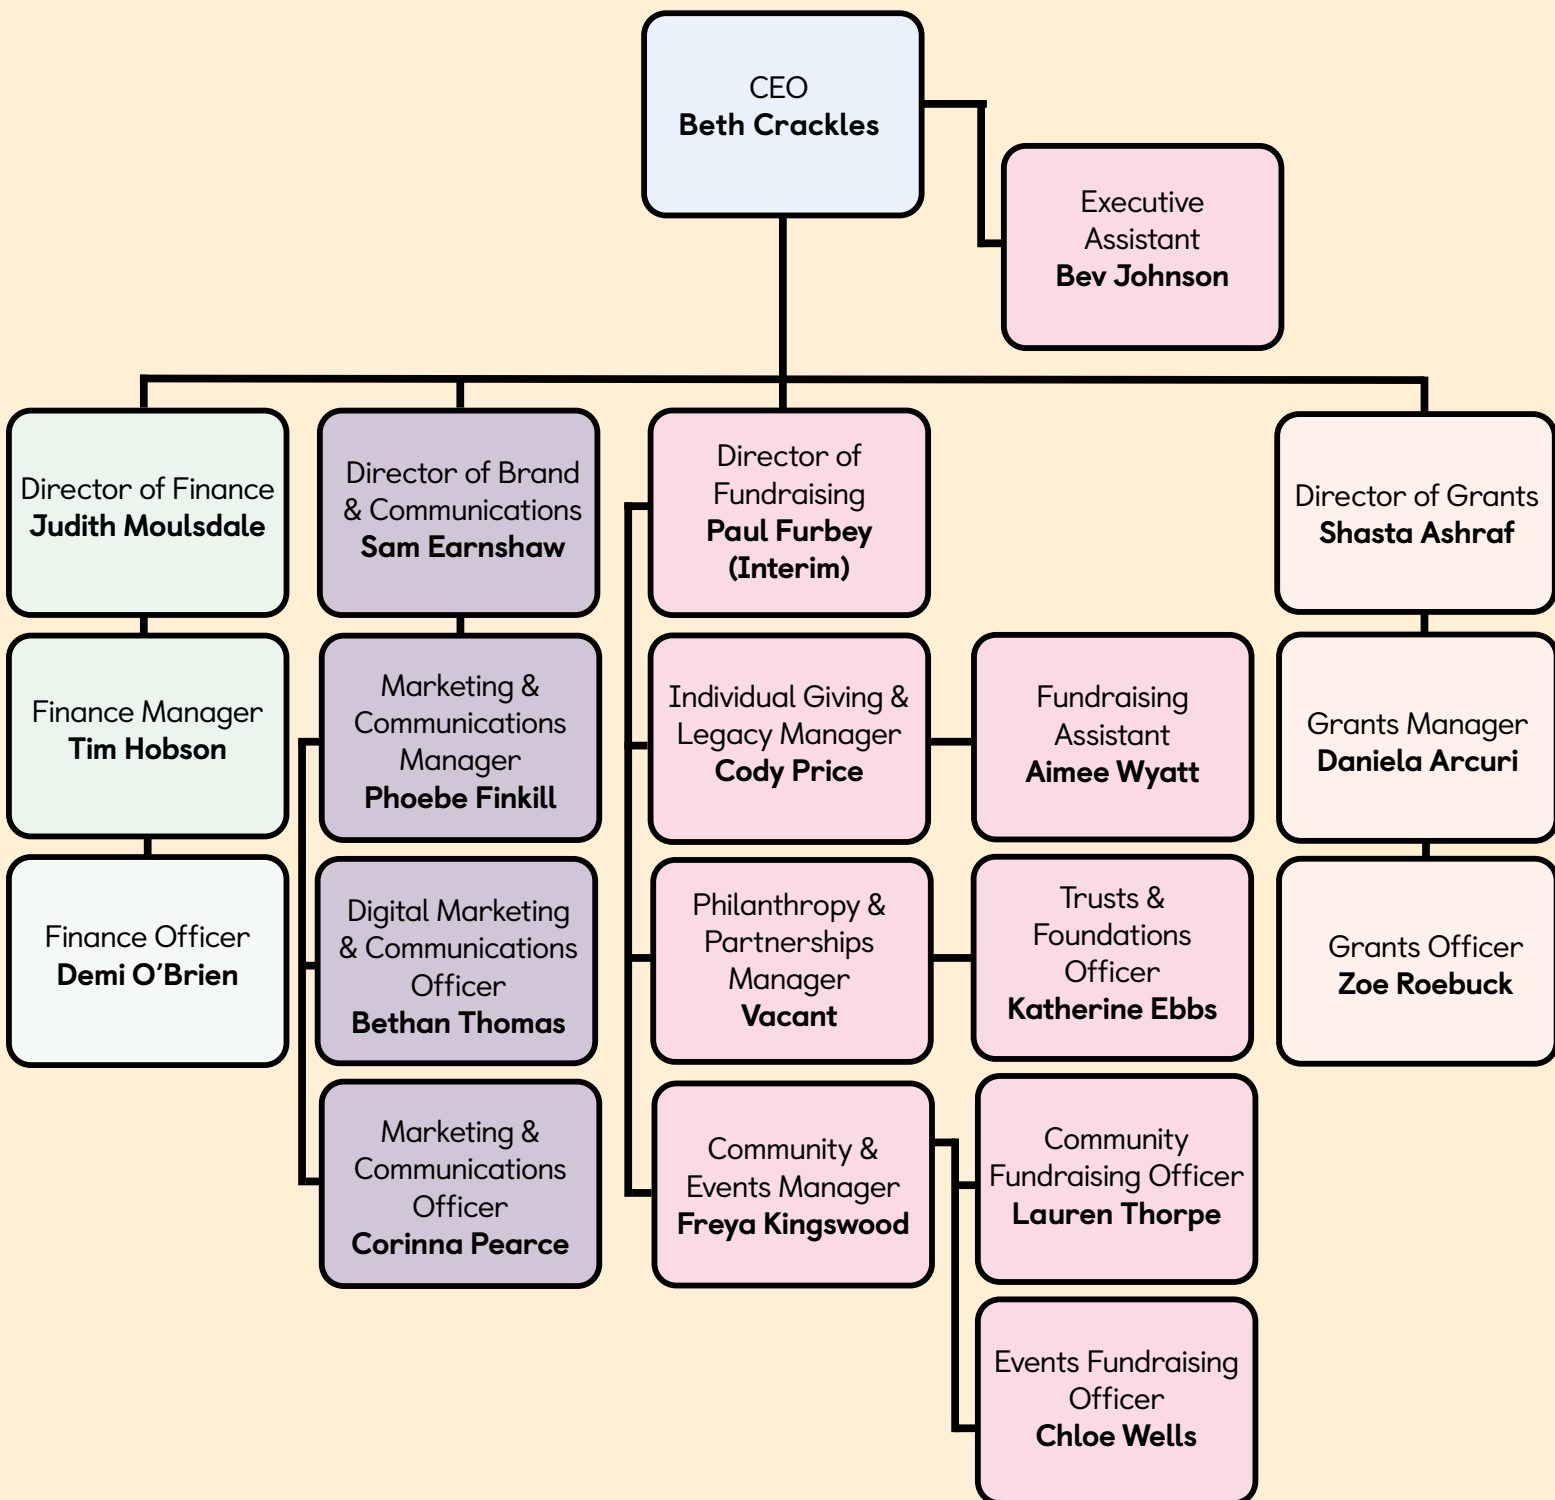 CEO
Beth Crackles
Executive
Assistant
Bev Johnson
Director of Finance
Judith Moulsdale
Director of Brand
& Communications
Sam Earnshaw
Director of
Fundraising
Paul Furbey
(Interim)
Director of Grants
Shasta Ashraf
Finance Manager
Tim Hobson
Marketing &
Communications
Manager
Phoebe Finkill
Individual Giving &
Legacy Manager
Cody Price
Fundraising
Assistant
Aimee Wyatt
Grants Manager
Daniela Arcuri
Finance Officer
Demi O’Brien
Digital Marketing
& Communications
Officer
Bethan Thomas
Philanthropy &
Partnerships
Manager
Vacant
Trusts &
Foundations
Officer
Katherine Ebbs
Grants Officer
Zoe Roebuck
Marketing &
Communications
Officer
Corinna Pearce
Community &
Events Manager
Freya Kingswood
Community
Fundraising Officer
Lauren Thorpe
Events Fundraising
Officer
Chloe Wells